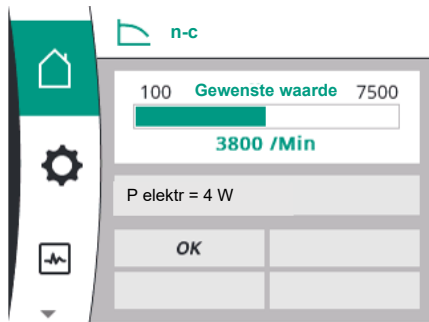 n-c
100 Gewenste waarde 7500
3800 /Min
P elektr = 4 W
OK